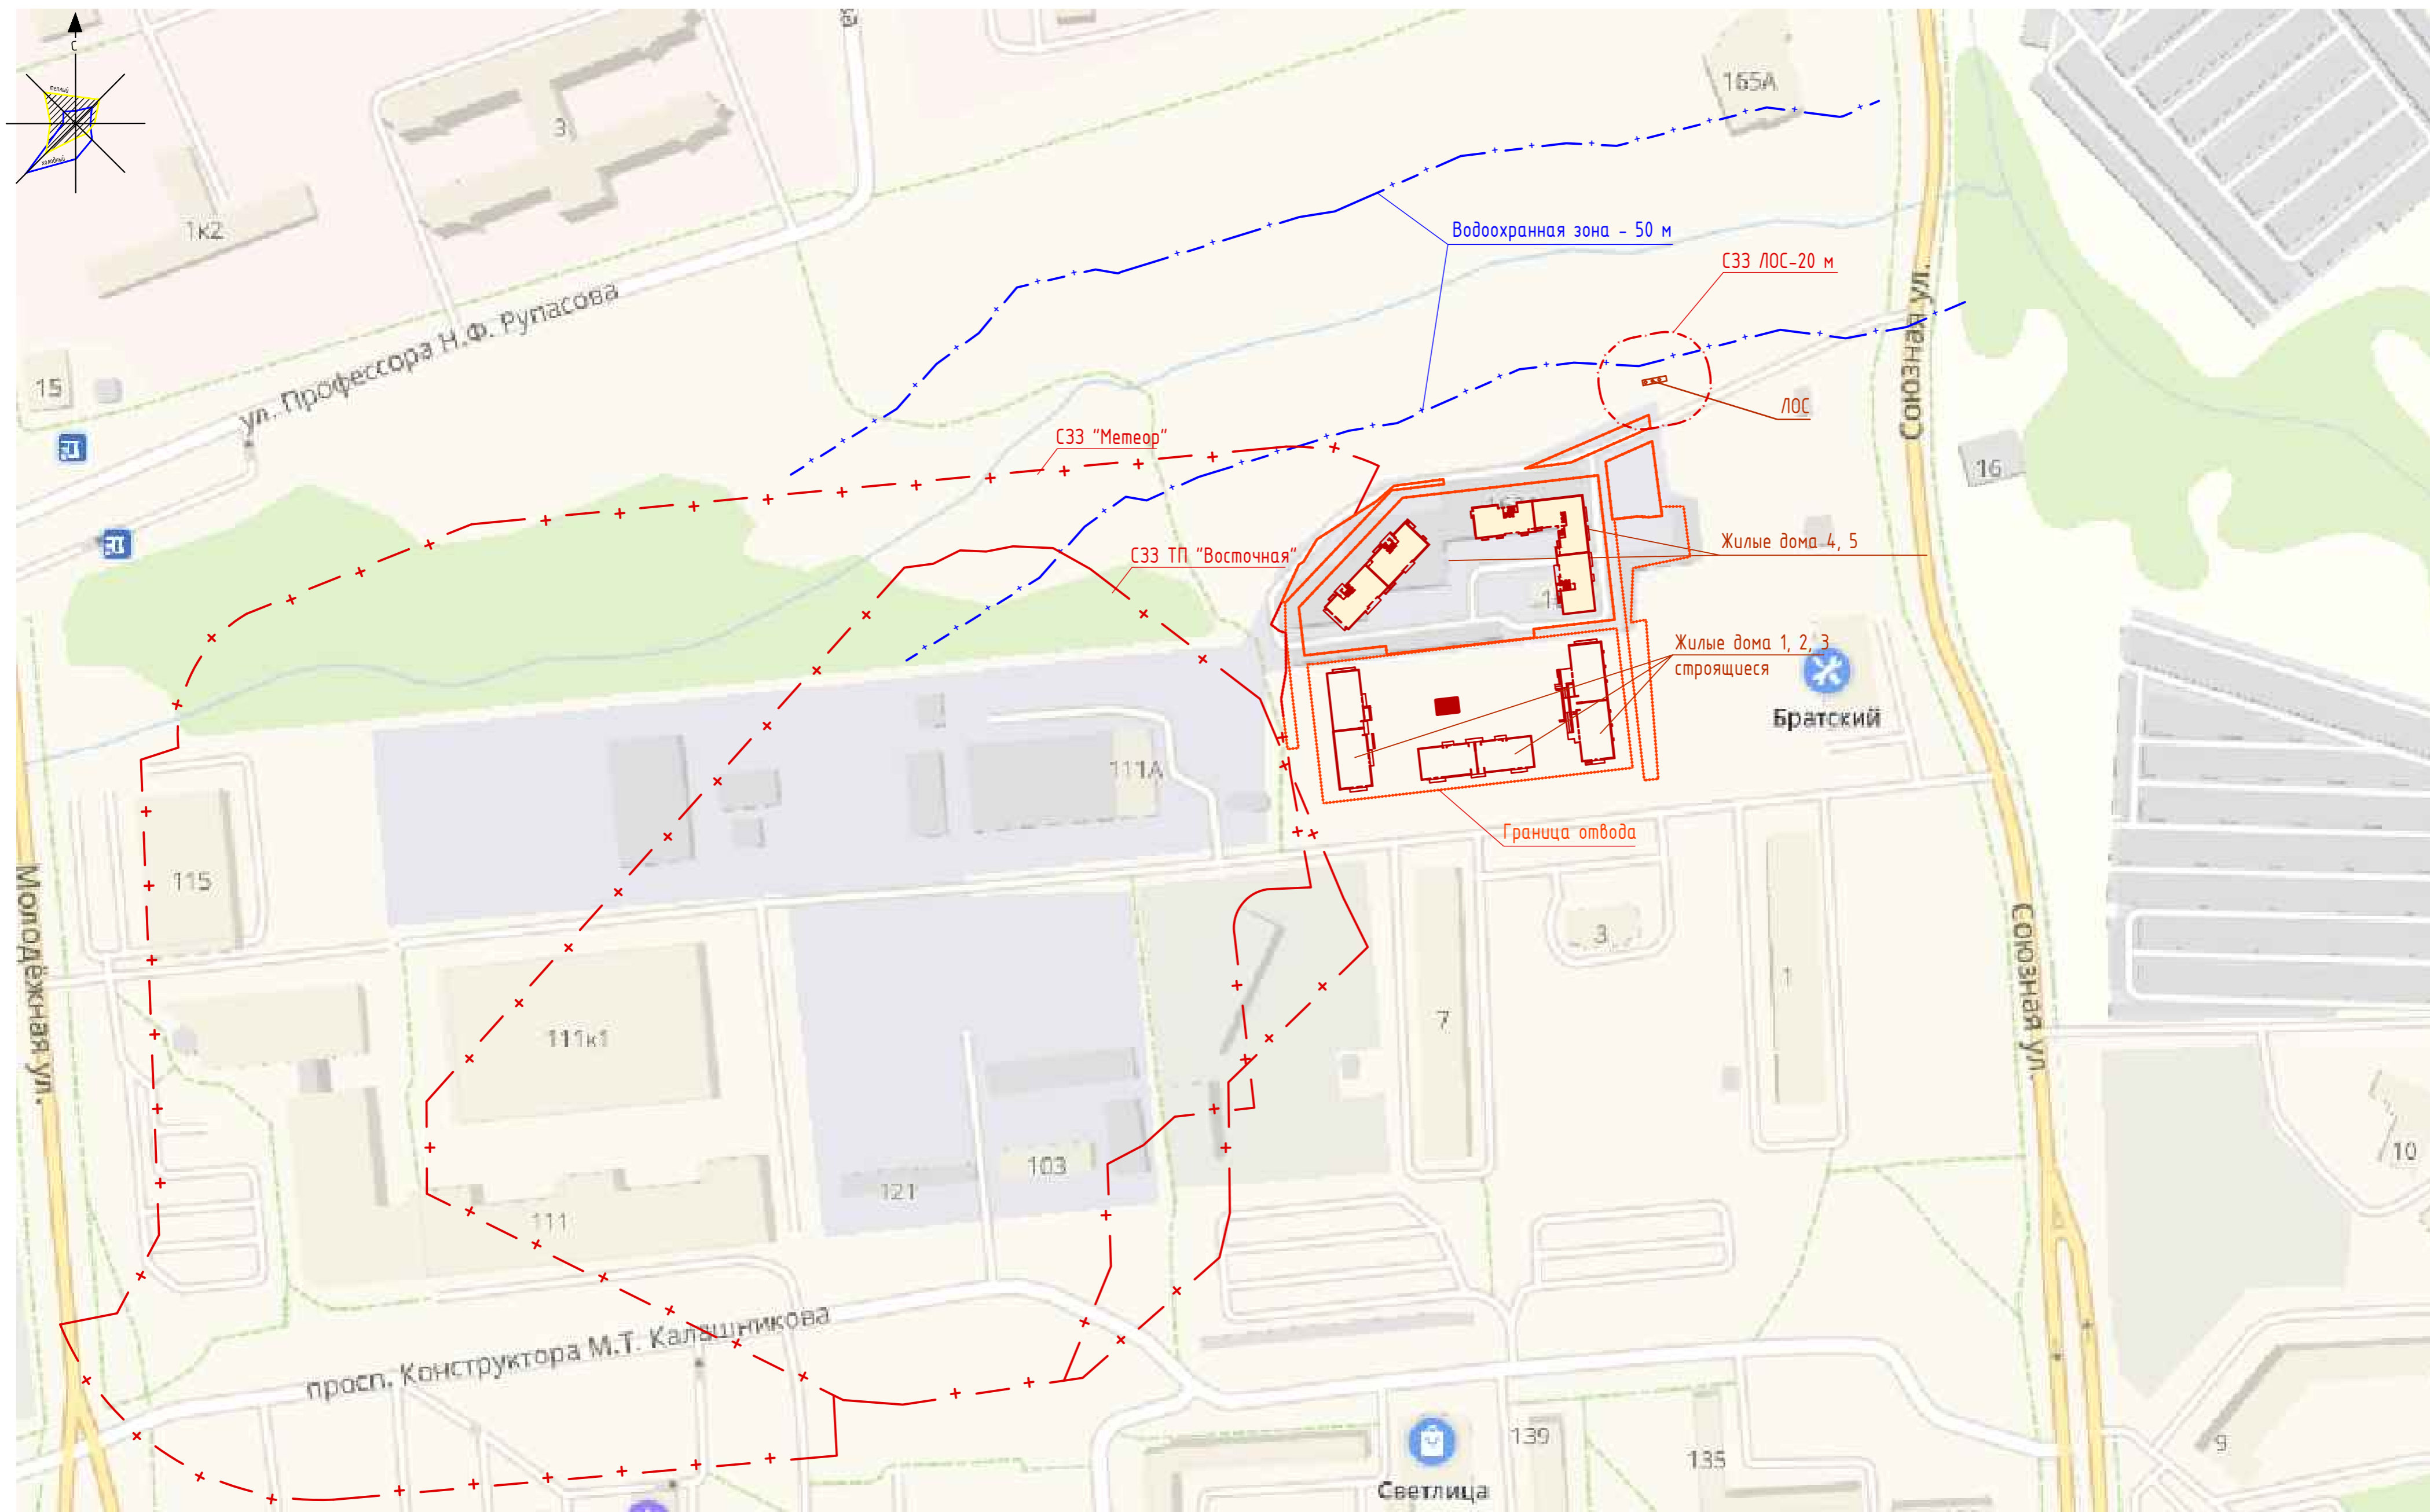 С
теплый
холодный
165А
3
1к2
Водоохранная зона - 50 м
СЗЗ ЛОС-20 м
ул. Профессора Н.Ф. Рупасова
Союзная ул.
15
ЛОС
СЗЗ "Метеор"
16
Жилые дома 4, 5
СЗЗ ТП "Восточная"
Жилые дома 1, 2, 3
строящиеся
Братский
111А
Граница отвода
115
Молодёжная ул.
3
Союзная ул.
1
7
111к1
103
121
111
10
просп. Конструктора М.Т. Калашникова
139
135
9
Светлица